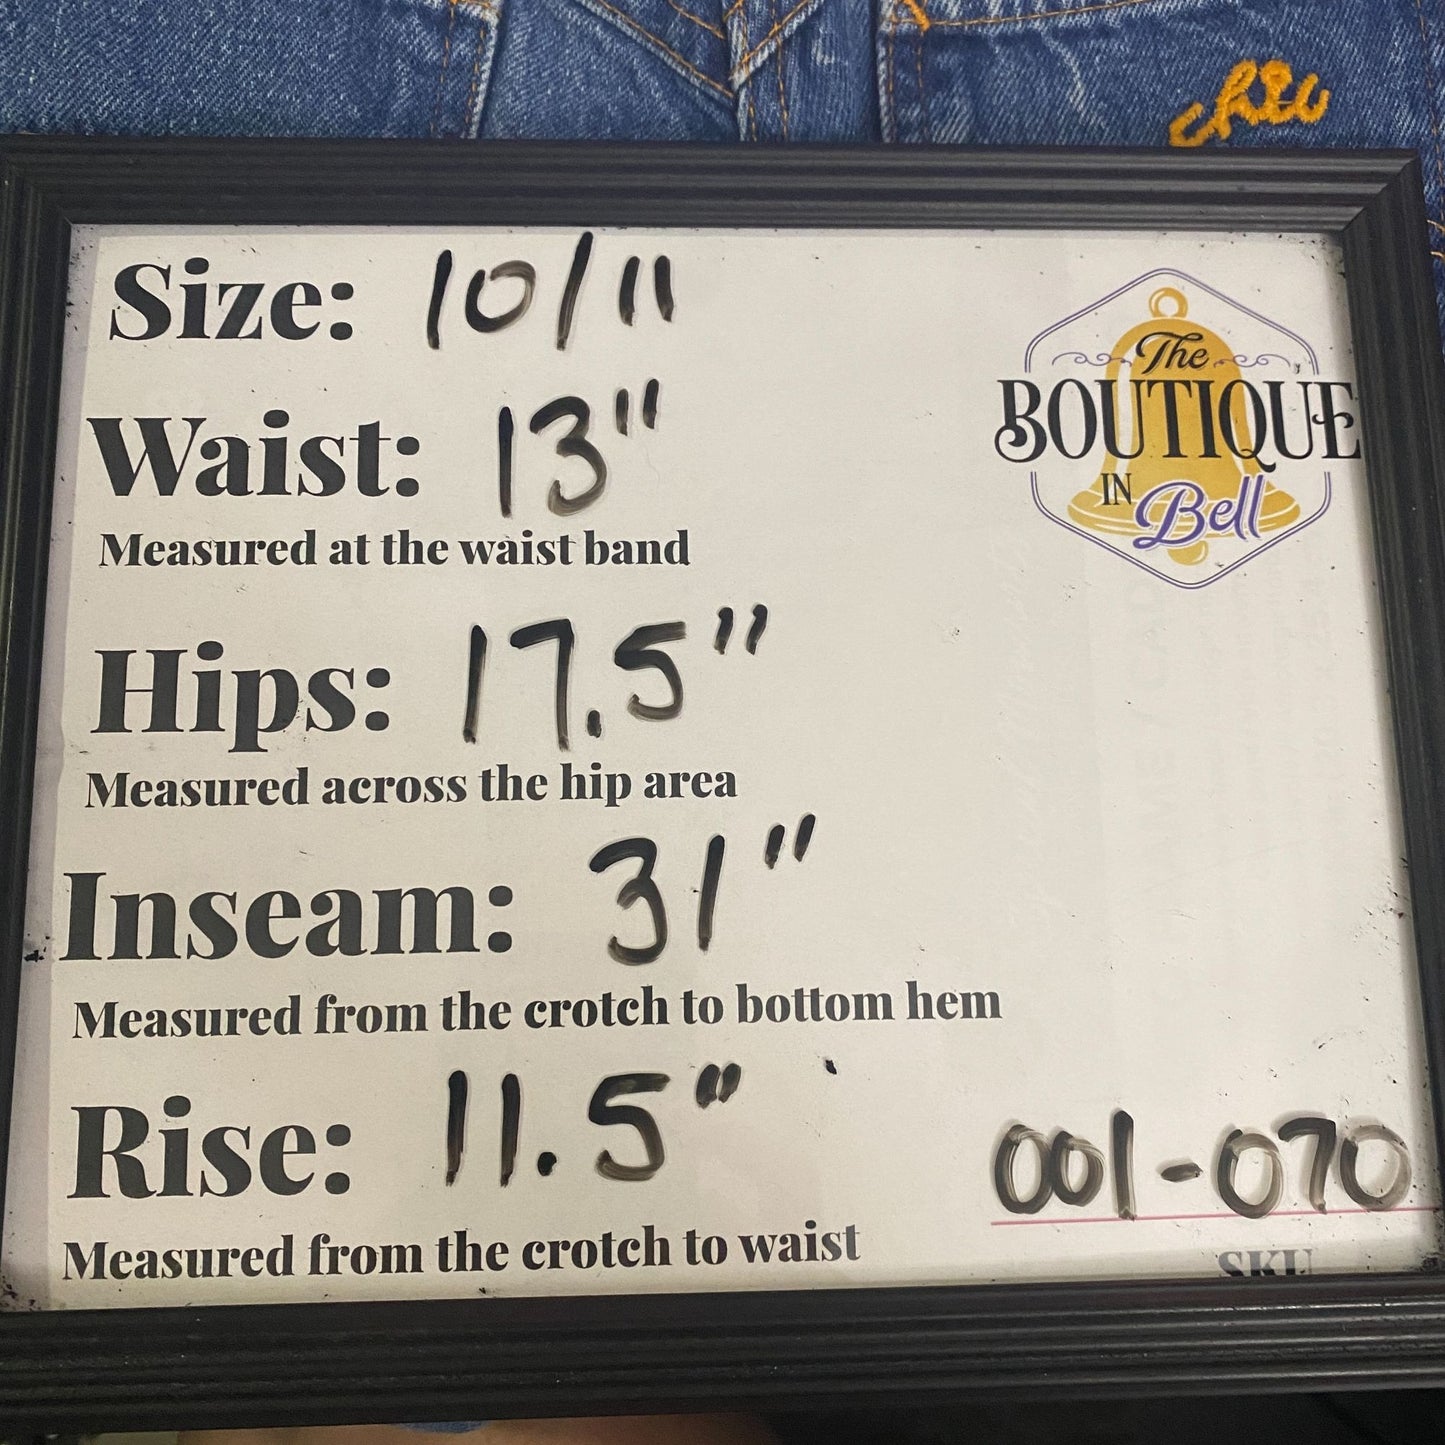 chic
Size: 10/11
The
BOUTIQUE
IN Bell
Waist: 13"
Measured at the waist band
Hips: 17.5"
Measured across the hip area
Inseam: 31"
Measured from the crotch to bottom hem
Rise: 11.5"
001-070
Measured from the crotch to waist
SKU